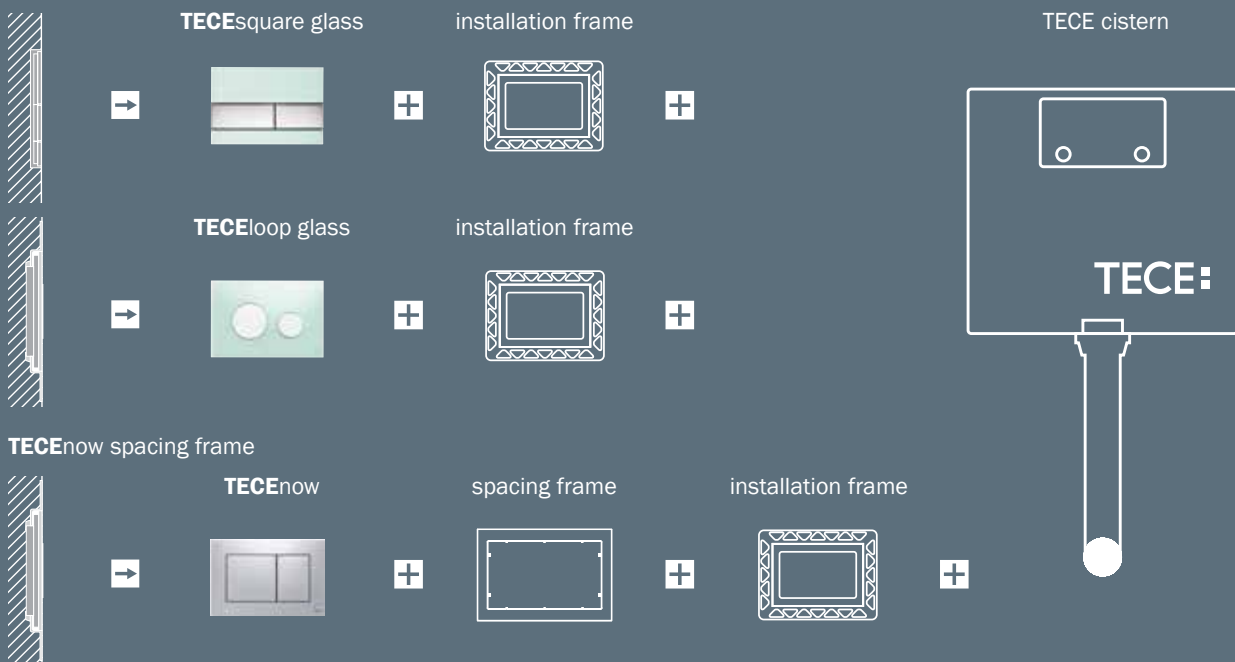 TECEsquare glass
installation frame
TECE cistern
TECEloop glass
installation frame
TECE:
TECEnow spacing frame
TECEnow
spacing frame
installation frame